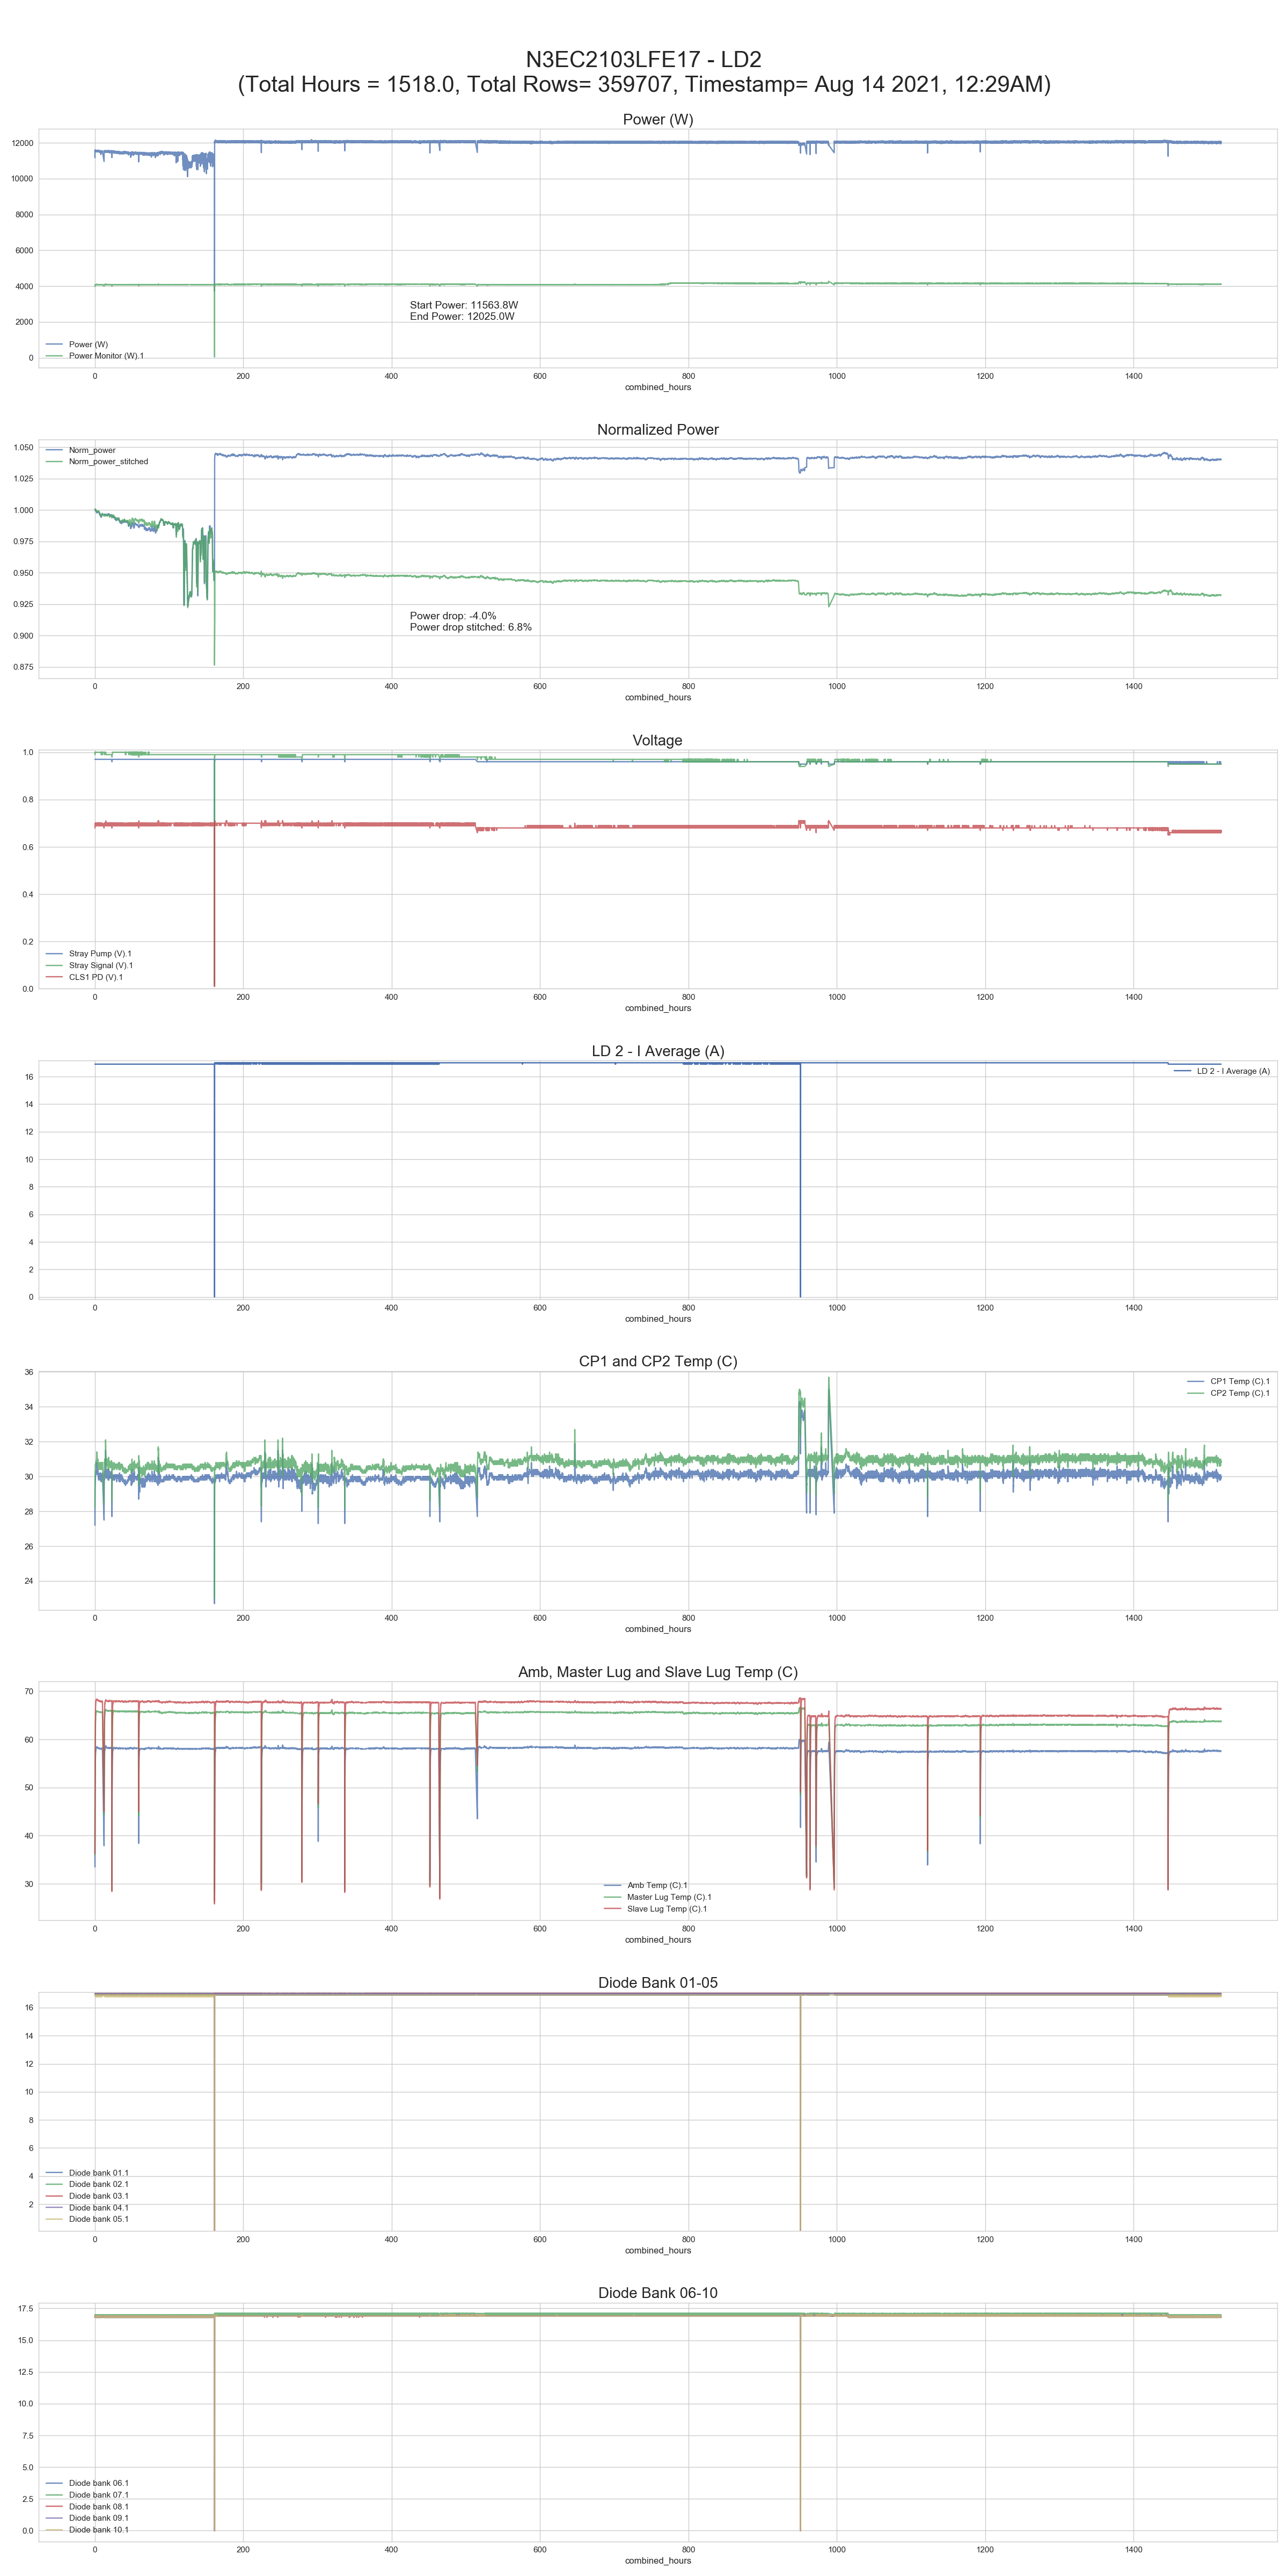 N3EC2103LFE17 - LD2
(Total Hours = 1518.0, Total Rows= 359707, Timestamp= Aug 14 2021, 12:29AM)
Power (W)
12000
10000
8000
6000
4000
2000
0
Start Power: 11563.8W
End Power: 12025.0W
Power (W)
Power Monitor (W).1
0 200 400 600 800 1000 1200 1400
combined_hours
Normalized Power
1.050
1.025
1.000
0.975
0.950
0.925
0.900
0.875
Norm_power
Norm_power_stitched
Power drop: -4.0%
Power drop stitched: 6.8%
0 200 400 600 800 1000 1200 1400
combined_hours
Voltage
1.0
0.8
0.6
0.4
0.2
0.0
Stray Pump (V).1
Stray Signal (V).1
CLS1 PD (V).1
0 200 400 600 800 1000 1200 1400
combined_hours
LD 2 - I Average (A)
16
14
12
10
8
6
4
2
0
LD 2 - I Average (A)
0 200 400 600 800 1000 1200 1400
combined_hours
CP1 and CP2 Temp (C)
36
34
32
30
28
26
24
CP1 Temp (C).1
CP2 Temp (C).1
0 200 400 600 800 1000 1200 1400
combined_hours
Amb, Master Lug and Slave Lug Temp (C)
70
60
50
40
30
Amb Temp (C).1
Master Lug Temp (C).1
Slave Lug Temp (C).1
0 200 400 600 800 1000 1200 1400
combined_hours
Diode Bank 01-05
16
14
12
10
8
6
4
2
Diode bank 01.1
Diode bank 02.1
Diode bank 03.1
Diode bank 04.1
Diode bank 05.1
0 200 400 600 800 1000 1200 1400
combined_hours
Diode Bank 06-10
17.5
15.0
12.5
10.0
7.5
5.0
2.5
0.0
Diode bank 06.1
Diode bank 07.1
Diode bank 08.1
Diode bank 09.1
Diode bank 10.1
0 200 400 600 800 1000 1200 1400
combined_hours